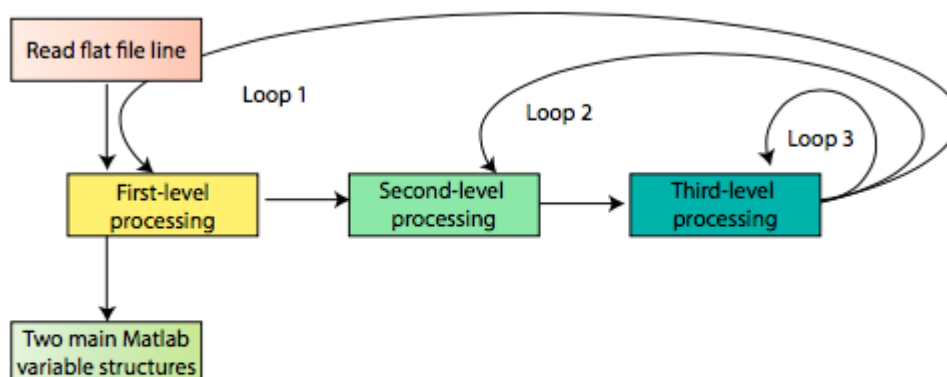 Read flat file line
Loop 1
Loop 2
Loop 3
First-level
processing
Second-level
processing
Third-level
processing
Two main Matlab
variable structures